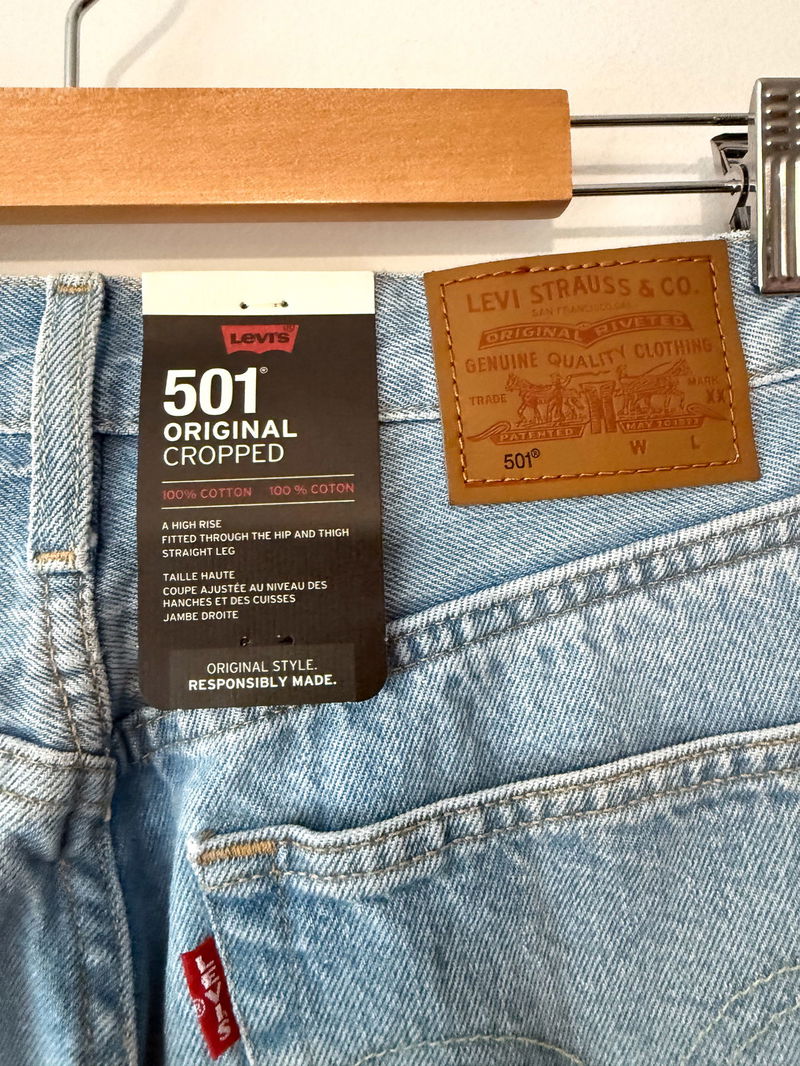 LEVI'S®
501®
ORIGINAL
CROPPED
100% COTTON 100 % COTON
A HIGH RISE
FITTED THROUGH THE HIP AND THIGH
STRAIGHT LEG
TAILLE HAUTE
COUPE AJUSTÉE AU NIVEAU DES
HANCHES ET DES CUISSES
JAMBE DROITE
ORIGINAL STYLE.
RESPONSIBLY MADE.
LEVI STRAUSS & CO.
SAN FRANCISCO, CAL.
ORIGINAL RIVETED
GENUINE QUALITY CLOTHING
TRADE MARK
XX
PATENTED MAY 20 1873
501® W L
LEVI'S®